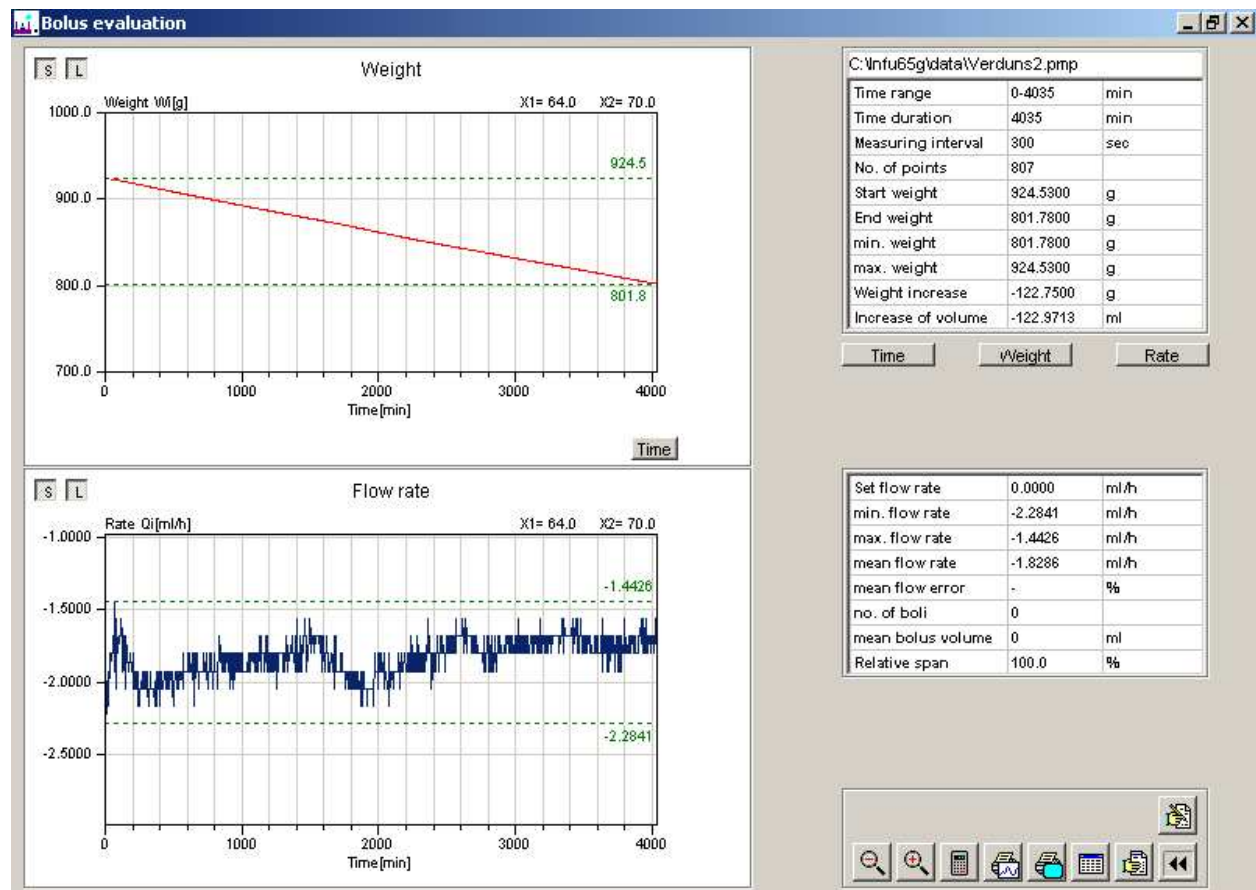 Bolus evaluation
S L Weight
Weight Wi[g] X1= 64.0 X2= 70.0
1000.0
924.5
900.0
800.0
801.8
700.0
0 1000 2000 3000 4000
Time[min]
Time
S L Flow rate
Rate Qi[ml/h] X1= 64.0 X2= 70.0
-1.0000
-1.4426
-1.5000
-2.0000
-2.2841
-2.5000
0 1000 2000 3000 4000
Time[min]
C:\Infu65g\data\Verduns2.pmp
Time range 0-4035 min
Time duration 4035 min
Measuring interval 300 sec
No. of points 807
Start weight 924.5300 g
End weight 801.7800 g
min. weight 801.7800 g
max. weight 924.5300 g
Weight increase -122.7500 g
Increase of volume -122.9713 ml
Time Weight Rate
Set flow rate 0.0000 ml/h
min. flow rate -2.2841 ml/h
max. flow rate -1.4426 ml/h
mean flow rate -1.8286 ml/h
mean flow error - %
no. of boli 0
mean bolus volume 0 ml
Relative span 100.0 %